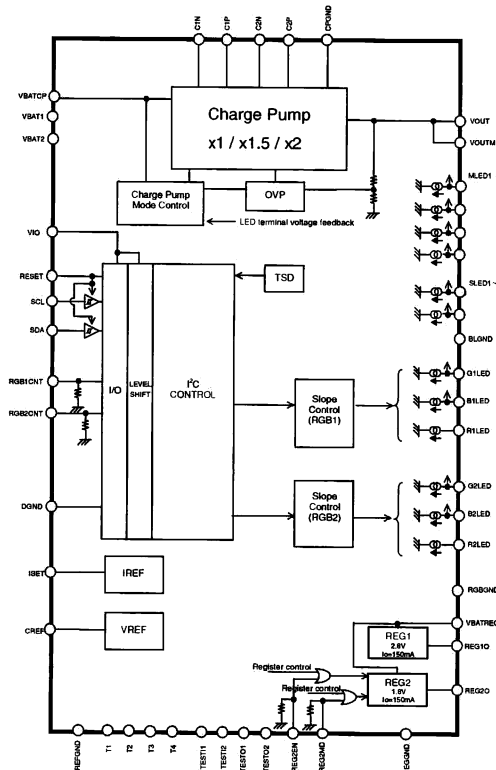 C1N
C1P
C2N
C2P
CPGND
VBATCP
VBAT1
VBAT2
Charge Pump
x1 / x1.5 / x2
VOUT
VOUTM
Charge Pump
Mode Control
OVP
LED terminal voltage feedback
MLED1
VIO
RESET
SCL
SDA
TSD
SLED1~
BLGND
RGB1CNT
RGB2CNT
I/O
LEVEL
SHIFT
I²C
CONTROL
Slope
Control
(RGB1)
G1LED
B1LED
R1LED
Slope
Control
(RGB2)
G2LED
B2LED
R2LED
DGND
RGBGND
ISET
IREF
CREF
VREF
VBATREG
REG1
2.8V
Io=150mA
REG1O
Register control
Register control
REG2
1.8V
Io=150mA
REG2O
REFGND
T1
T2
T3
T4
TESTI1
TESTI2
TESTO1
TESTO2
REG2EN
REG2MD